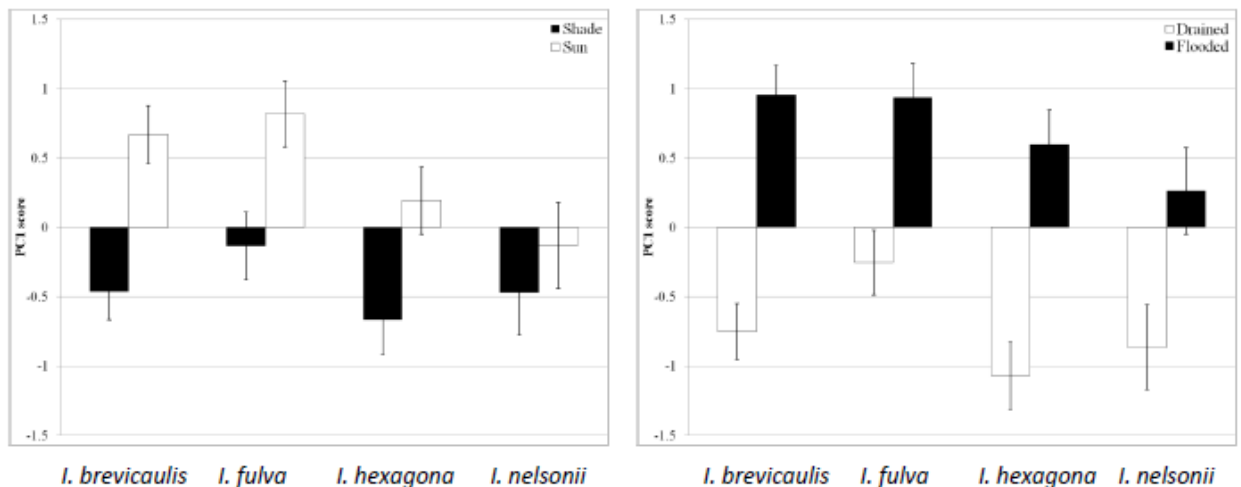 1.5
1
0.5
0
-0.5
-1
-1.5
PC1 score
Shade
Sun
I. brevicaulis I. fulva I. hexagona I. nelsonii
1.5
1
0.5
0
-0.5
-1
-1.5
PC1 score
Drained
Flooded
I. brevicaulis I. fulva I. hexagona I. nelsonii